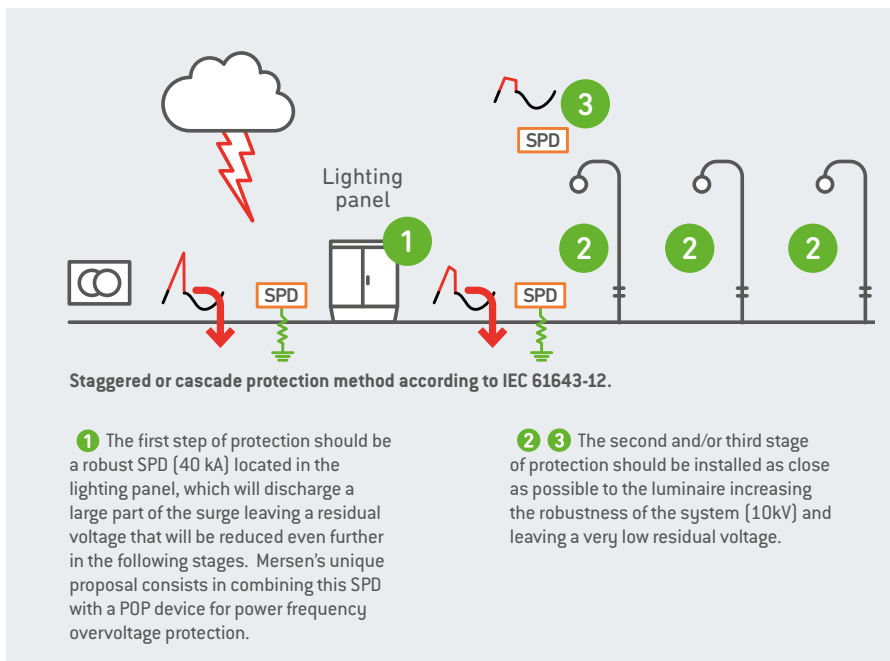 3
SPD
Lighting
panel
1
2
2
2
SPD
SPD
Staggered or cascade protection method according to IEC 61643-12.
1 The first step of protection should be
a robust SPD (40 kA) located in the
lighting panel, which will discharge a
large part of the surge leaving a residual
voltage that will be reduced even further
in the following stages.  Mersen's unique
proposal consists in combining this SPD
with a POP device for power frequency
overvoltage protection.
2 3 The second and/or third stage
of protection should be installed as close
as possible to the luminaire increasing
the robustness of the system (10kV) and
leaving a very low residual voltage.